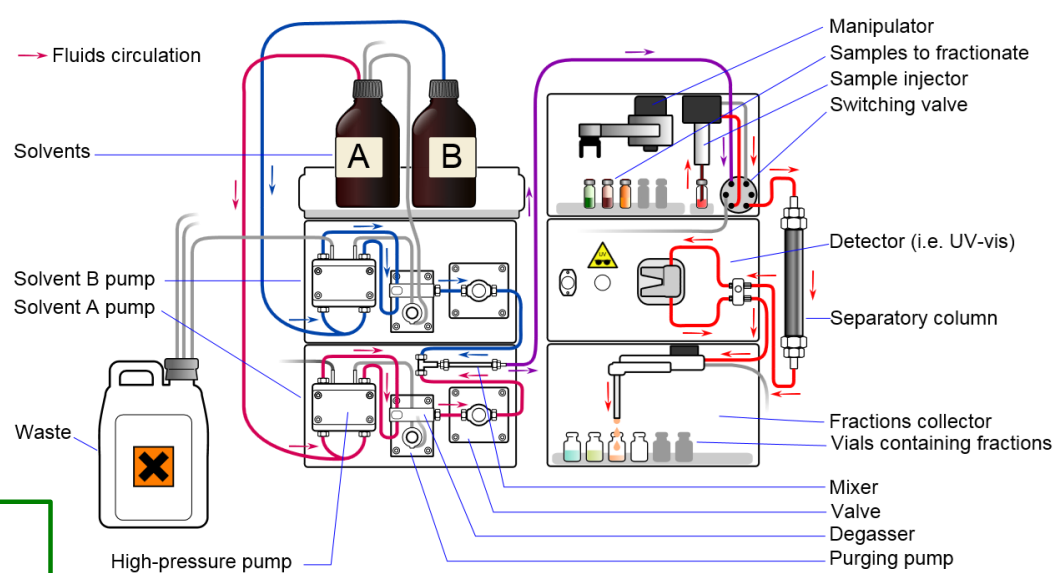 Fluids circulation
Manipulator
Samples to fractionate
Sample injector
Switching valve
Solvents
A
B
UV
Detector (i.e. UV-vis)
Solvent B pump
Solvent A pump
Separatory column
Waste
Fractions collector
Vials containing fractions
Mixer
Valve
Degasser
High-pressure pump
Purging pump